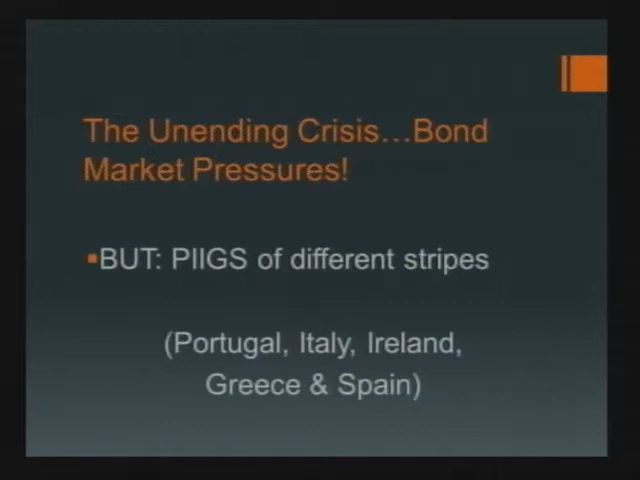 The Unending Crisis...Bond
Market Pressures!
▪BUT: PIIGS of different stripes
(Portugal, Italy, Ireland,
Greece & Spain)